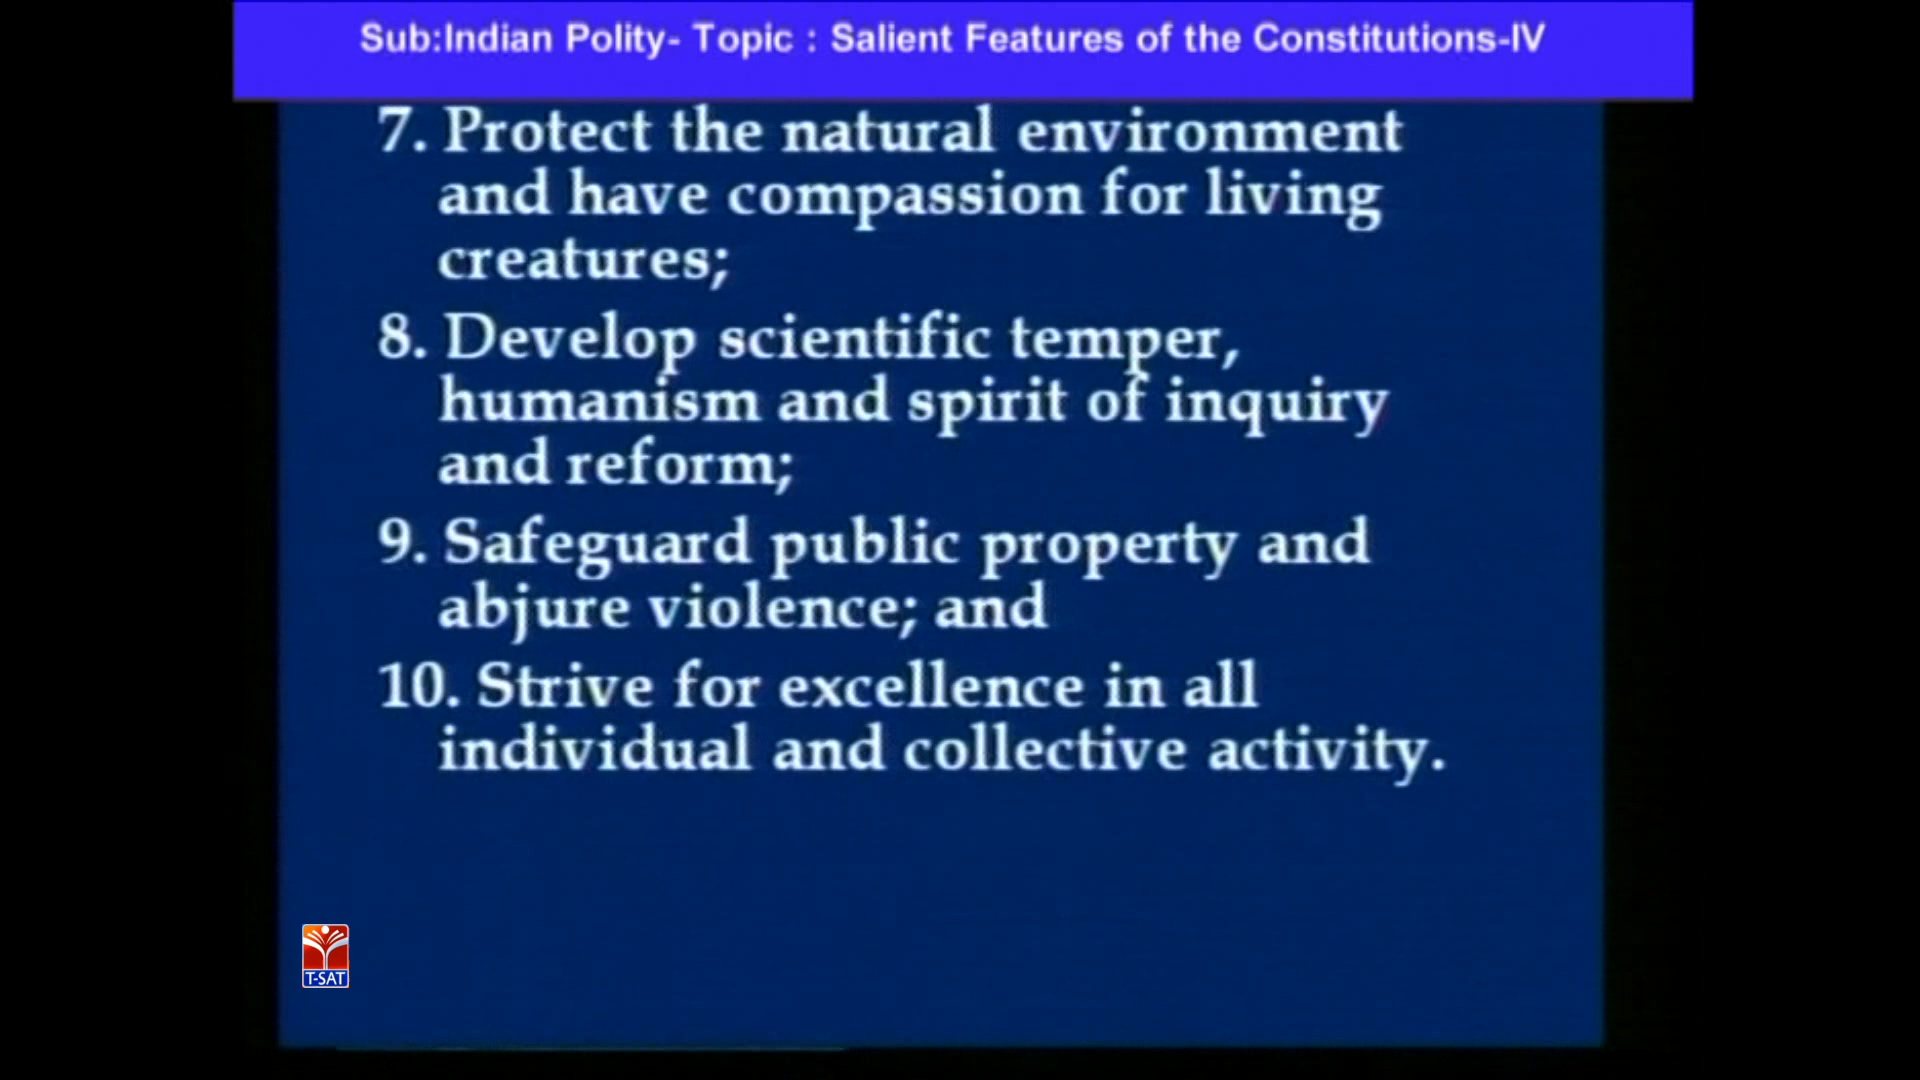 Sub:Indian Polity- Topic : Salient Features of the Constitutions-IV
7. Protect the natural environment
and have compassion for living
creatures;
8. Develop scientific temper,
humanism and spirit of inquiry
and reform;
9. Safeguard public property and
abjure violence; and
10. Strive for excellence in all
individual and collective activity.
T-SAT